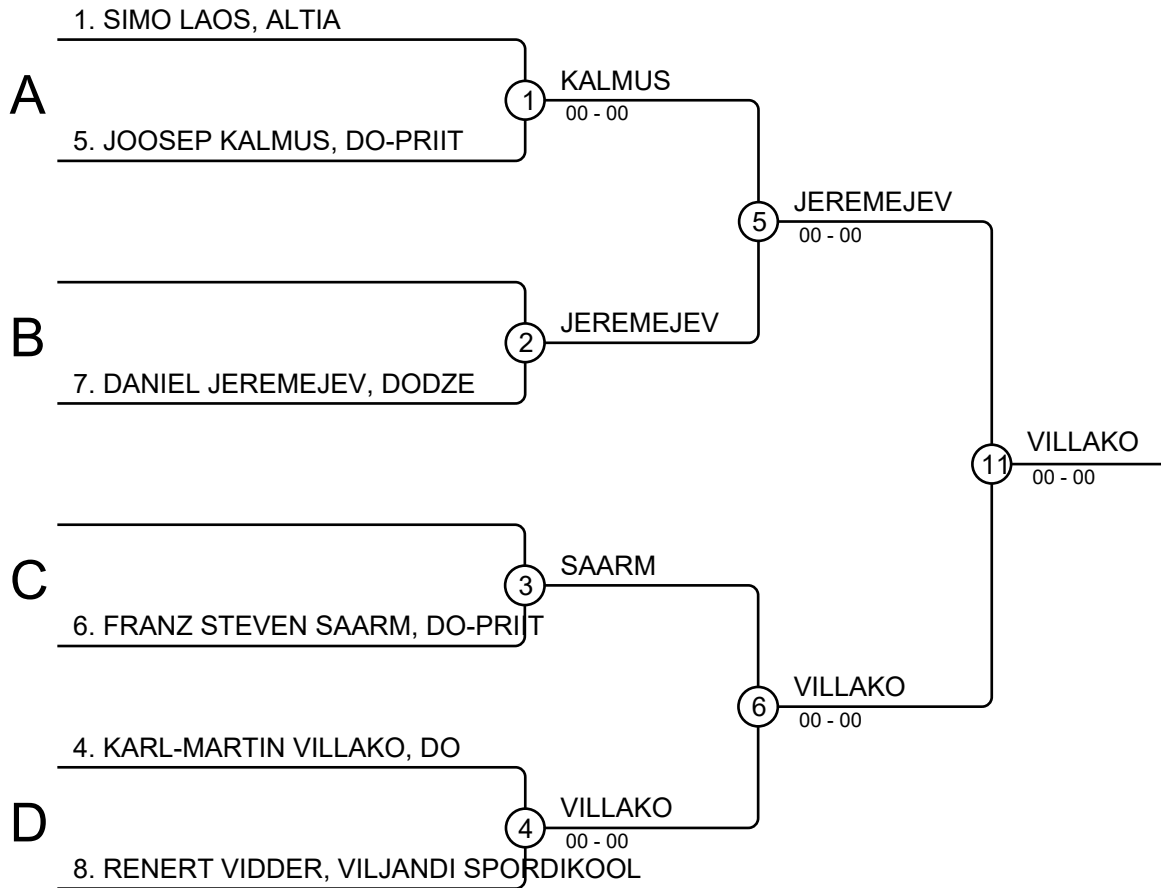 1. SIMO LAOS, ALTIA
A
1
KALMUS
00 - 00
5. JOOSEP KALMUS, DO-PRIIT
5
JEREMEJEV
00 - 00
B
2
JEREMEJEV
7. DANIEL JEREMEJEV, DODZE
11
VILLAKO
00 - 00
C
3
SAARM
6. FRANZ STEVEN SAARM, DO-PRIIT
6
VILLAKO
00 - 00
4. KARL-MARTIN VILLAKO, DO
D
4
VILLAKO
00 - 00
8. RENERT VIDDER, VILJANDI SPORDIKOOL